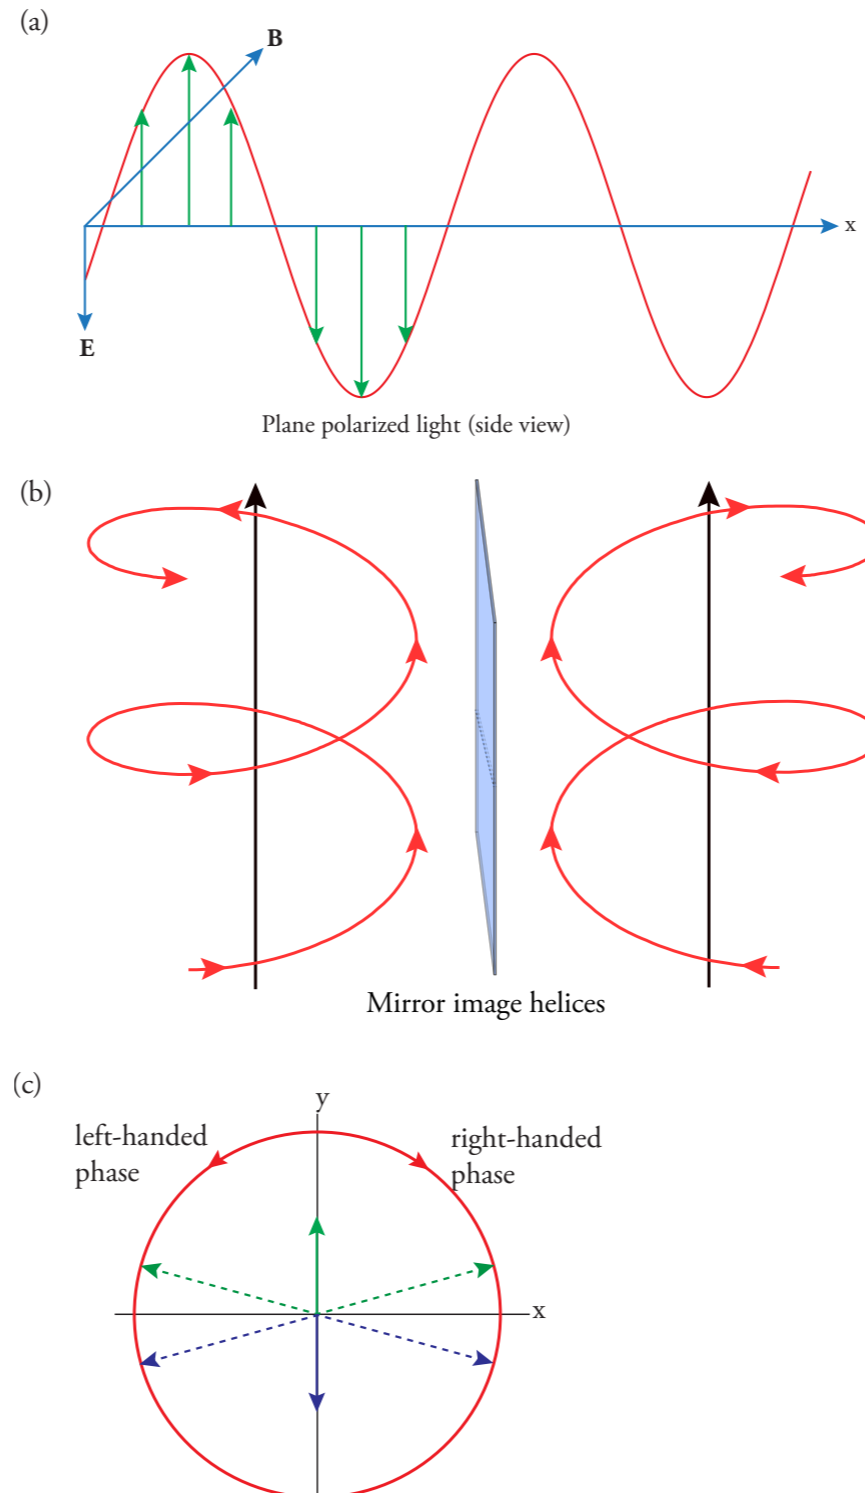 (a)
B
x
E
Plane polarized light (side view)
(b)
Mirror image helices
(c)
y
left-handed
phase
right-handed
phase
x